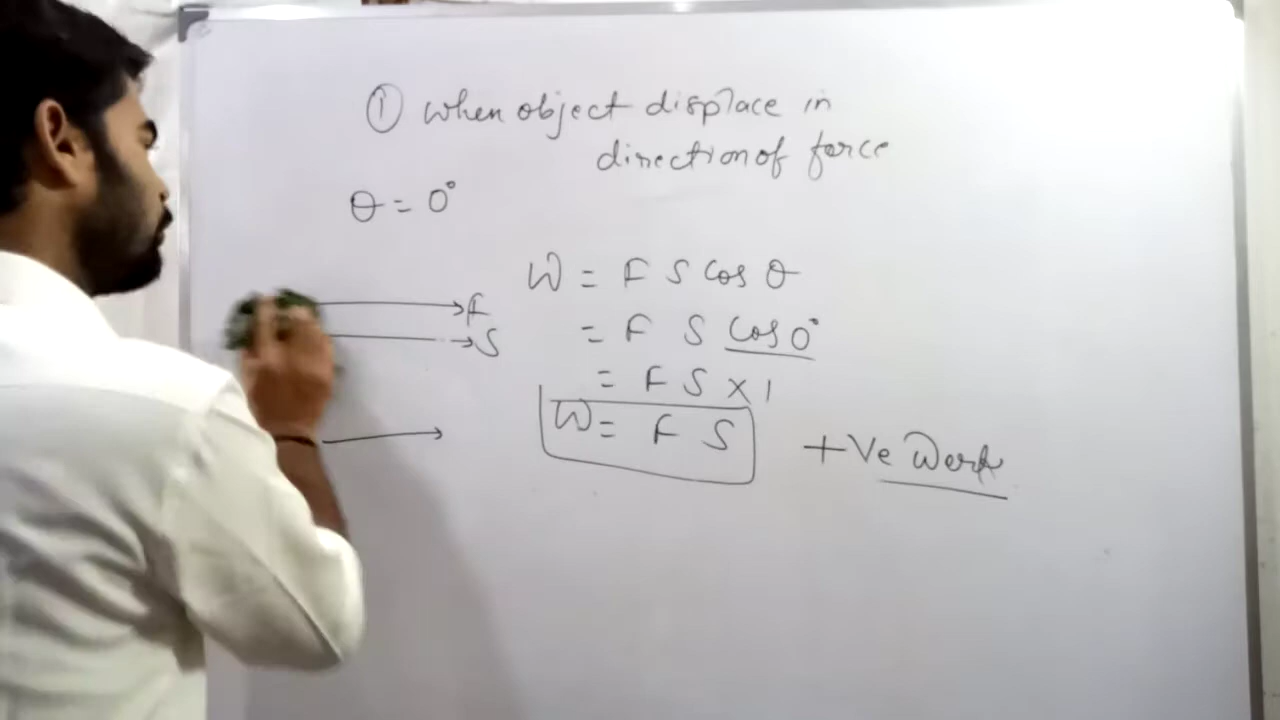 ① When object displace in
direction of force
θ = 0°
W = F S Cos θ
F
= F S Cos 0°
S
= F S × 1
W = F S
+Ve Work